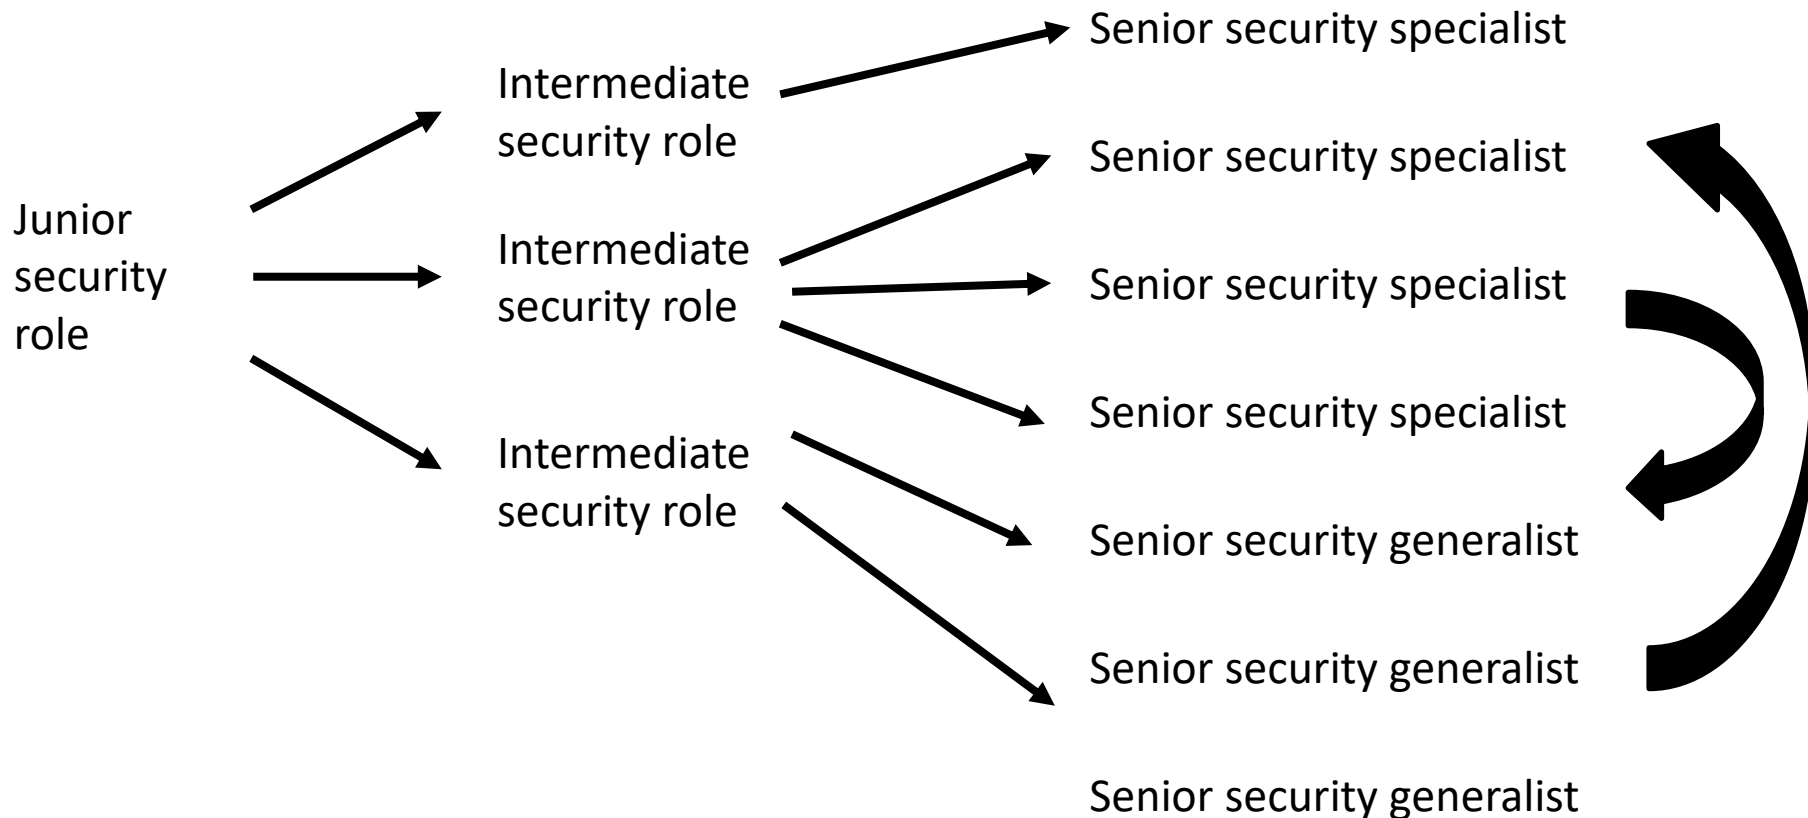 Junior
security
role
Intermediate
security role
Intermediate
security role
Intermediate
security role
Senior security specialist
Senior security specialist
Senior security specialist
Senior security specialist
Senior security generalist
Senior security generalist
Senior security generalist